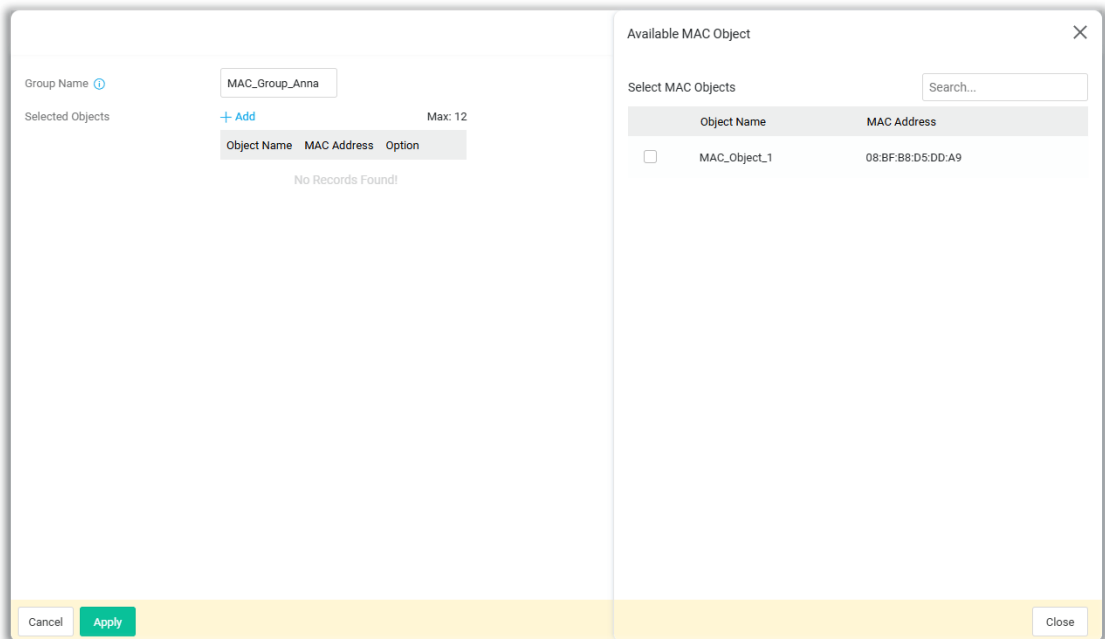 Available MAC Object
Group Name
MAC_Group_Anna
Select MAC Objects
Search...
Selected Objects
Add
Max: 12
Object Name MAC Address Option
No Records Found!
Object Name MAC Address
MAC_Object_1 08:BF:B8:D5:DD:A9
Cancel
Apply
Close